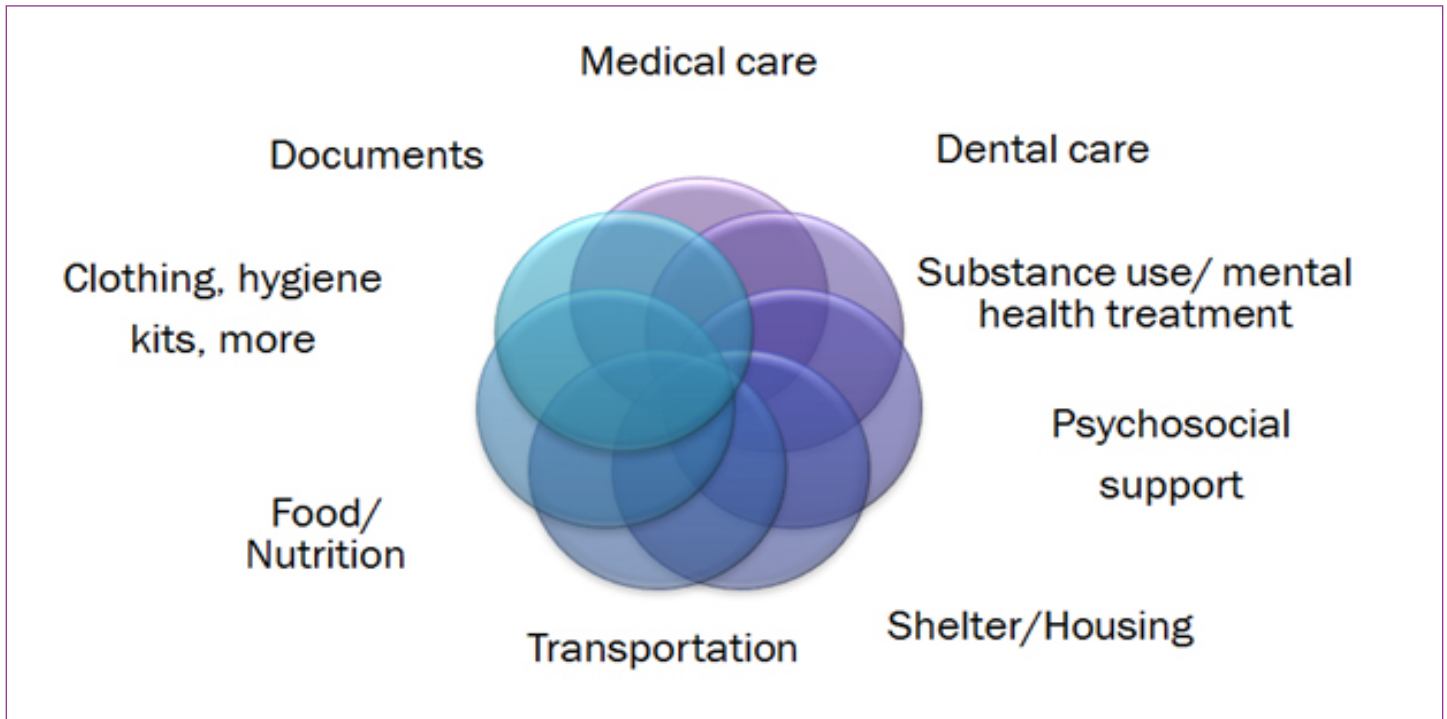 Medical care
Documents
Dental care
Clothing, hygiene
kits, more
Substance use/ mental
health treatment
Psychosocial
support
Food/
Nutrition
Transportation
Shelter/Housing